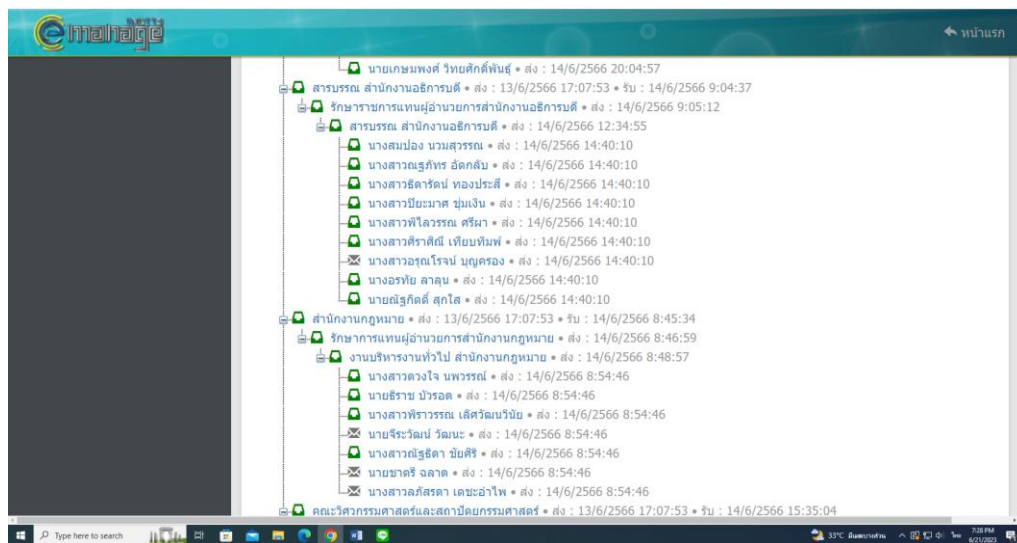 emanage
หน้าแรก
นายเกษมพงศ์ วิทยศักดิ์พันธุ์ • ส่ง : 14/6/2566 20:04:57
สารบรรณ สำนักงานอธิการบดี • ส่ง : 13/6/2566 17:07:53 • รับ : 14/6/2566 9:04:37
รักษาราชการแทนผู้อำนวยการสำนักงานอธิการบดี • ส่ง : 14/6/2566 9:05:12
สารบรรณ สำนักงานอธิการบดี • ส่ง : 14/6/2566 12:34:55
นางสมปอง นวมสุวรรณ • ส่ง : 14/6/2566 14:40:10
นางสาวณฐภัทร อัดกลับ • ส่ง : 14/6/2566 14:40:10
นางสาวธิดารัตน์ ทองประสี • ส่ง : 14/6/2566 14:40:10
นางสาวปิยะมาศ ชุ่มเงิน • ส่ง : 14/6/2566 14:40:10
นางสาวพิไลวรรณ ศรีผา • ส่ง : 14/6/2566 14:40:10
นางสาวศิราศิณี เทียบทิมพ์ • ส่ง : 14/6/2566 14:40:10
นางสาวอรุณโรจน์ บุญครอง • ส่ง : 14/6/2566 14:40:10
นางอรทัย ลาลุน • ส่ง : 14/6/2566 14:40:10
นายณัฐกิตติ์ สุกใส • ส่ง : 14/6/2566 14:40:10
สำนักงานกฎหมาย • ส่ง : 13/6/2566 17:07:53 • รับ : 14/6/2566 8:45:34
รักษาการแทนผู้อำนวยการสำนักงานกฎหมาย • ส่ง : 14/6/2566 8:46:59
งานบริหารงานทั่วไป สำนักงานกฎหมาย • ส่ง : 14/6/2566 8:48:57
นางสาวดวงใจ นพวรรณ์ • ส่ง : 14/6/2566 8:54:46
นายธิราช บัวรอด • ส่ง : 14/6/2566 8:54:46
นางสาวพิราวรรณ เลิศวัฒนวินัย • ส่ง : 14/6/2566 8:54:46
นายจีระวัฒน์ วัฒนะ • ส่ง : 14/6/2566 8:54:46
นางสาวณัฐธิดา ชัยศิริ • ส่ง : 14/6/2566 8:54:46
นายชาตรี ฉลาด • ส่ง : 14/6/2566 8:54:46
นางสาวลภัสรดา เดชะอำไพ • ส่ง : 14/6/2566 8:54:46
คณะวิศวกรรมศาสตร์และสถาปัตยกรรมศาสตร์ • ส่ง : 13/6/2566 17:07:53 • รับ : 14/6/2566 15:35:04
Type here to search
33°C มีแดดบางส่วน
ไทย
7:28 PM
6/21/2023